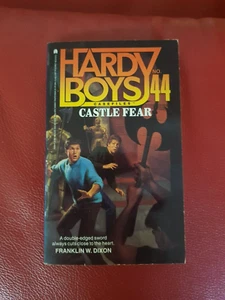 HARDY
BOYS
NO.
44
CASEFILES
CASTLE FEAR
A double-edged sword
always cuts close to the heart.
FRANKLIN W. DIXON